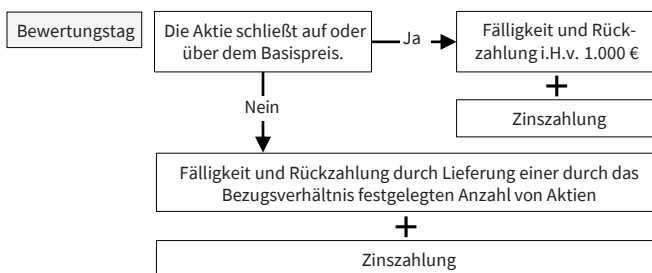 Bewertungstag
Die Aktie schließt auf oder
über dem Basispreis.
Ja
Fälligkeit und Rück-
zahlung i.H.v. 1.000 €
+
Zinszahlung
Nein
Fälligkeit und Rückzahlung durch Lieferung einer durch das
Bezugsverhältnis festgelegten Anzahl von Aktien
+
Zinszahlung